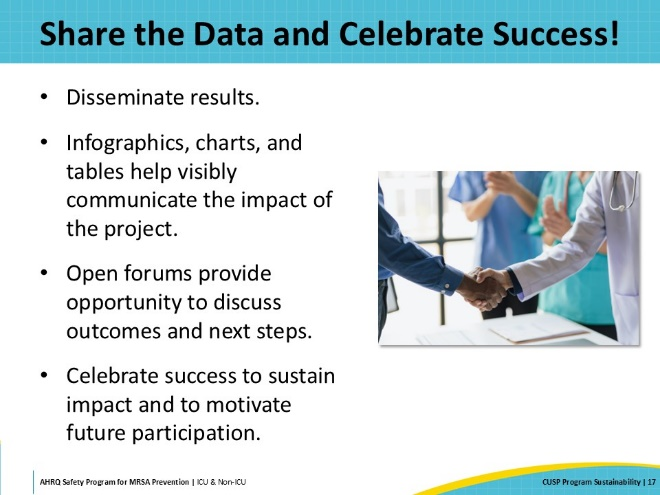 Share the Data and Celebrate Success!
• Disseminate results.
• Infographics, charts, and
tables help visibly
communicate the impact of
the project.
• Open forums provide
opportunity to discuss
outcomes and next steps.
• Celebrate success to sustain
impact and to motivate
future participation.
AHRQ Safety Program for MRSA Prevention | ICU & Non-ICU
CUSP Program Sustainability | 17